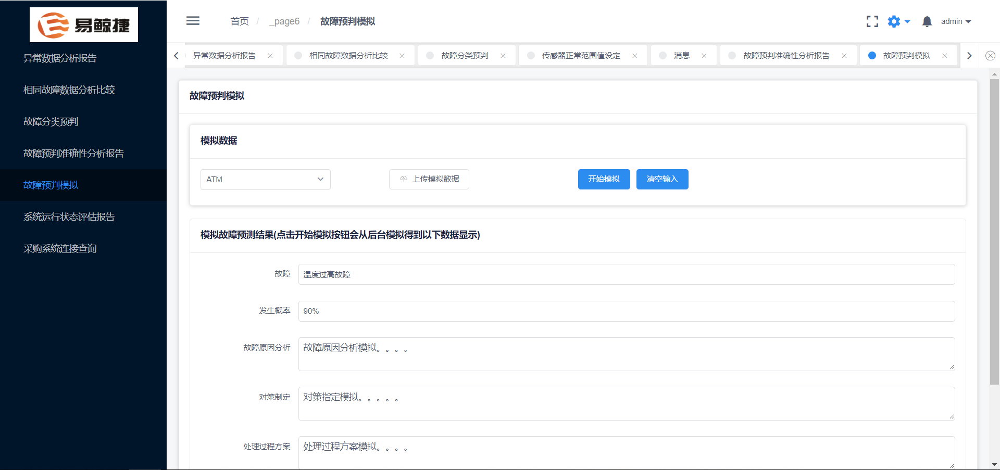 易鲸捷
异常数据分析报告
相同故障数据分析比较
故障分类预判
故障预判准确性分析报告
故障预判模拟
系统运行状态评估报告
采购系统连接查询
首页 / _page6 / 故障预判模拟
admin
异常数据分析报告
相同故障数据分析比较
故障分类预判
传感器正常范围值设定
消息
故障预判准确性分析报告
故障预判模拟
故障预判模拟
模拟数据
ATM
上传模拟数据
开始模拟
清空输入
模拟故障预测结果(点击开始模拟按钮会从后台模拟得到以下数据显示)
故障
温度过高故障
发生概率
90%
故障原因分析
故障原因分析模拟。。。。
对策制定
对策指定模拟。。。。。
处理过程方案
处理过程方案模拟。。。。